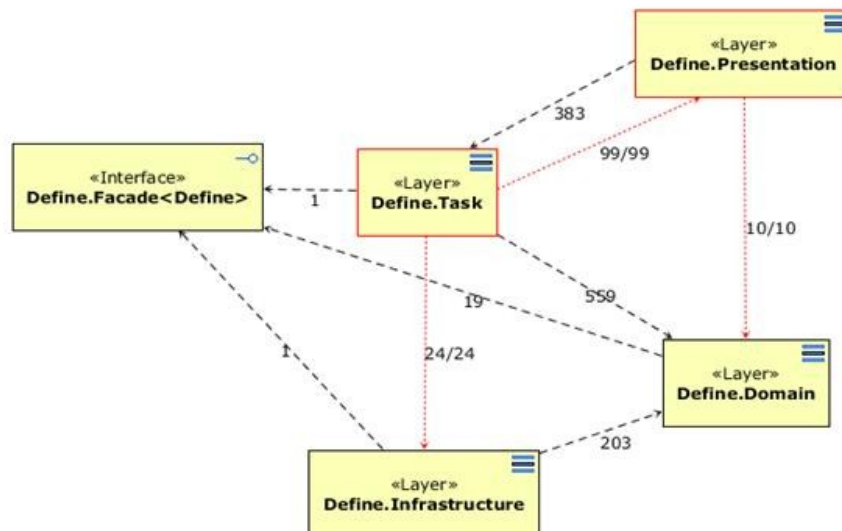 «Layer»
Define.Presentation
383
99/99
«Interface»
Define.Facade<Define>
1
«Layer»
Define.Task
10/10
559
19
1
24/24
«Layer»
Define.Domain
203
«Layer»
Define.Infrastructure